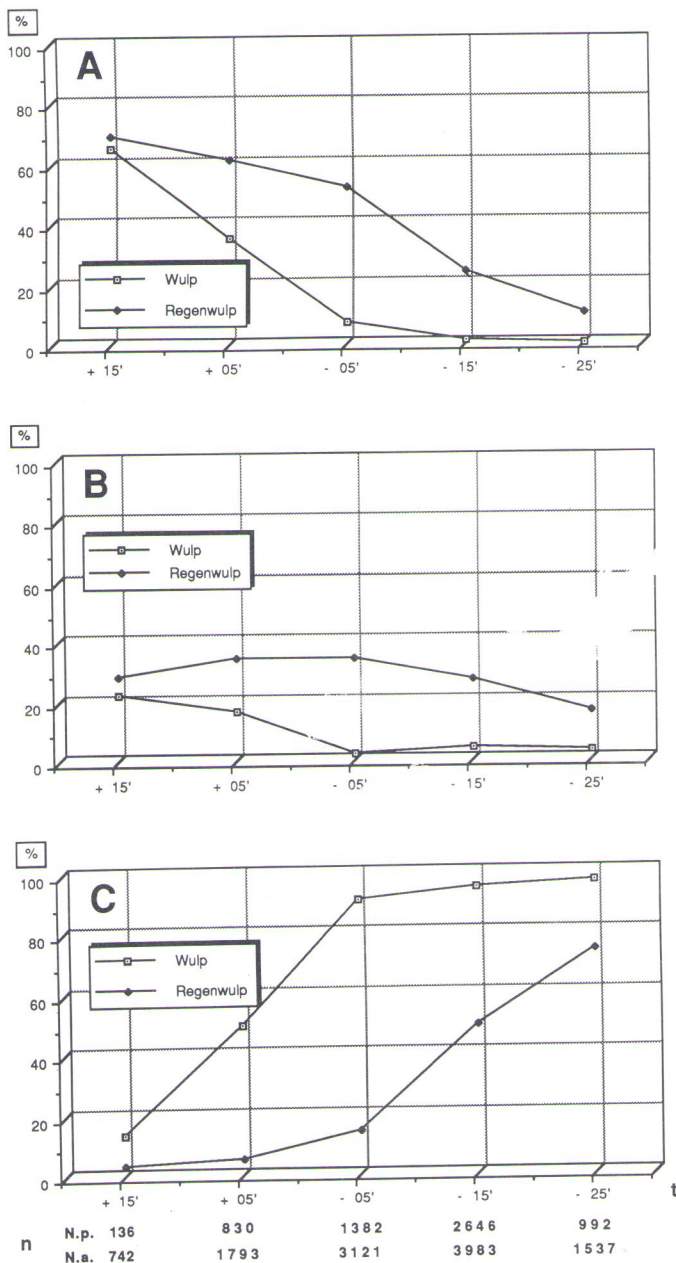 %
A
100
80
60
40
20
0
Wulp
Regenwulp
+ 15' + 05' - 05' - 15' - 25'
%
B
100
80
60
40
20
0
Wulp
Regenwulp
+ 15' + 05' - 05' - 15' - 25'
%
C
100
80
60
40
20
0
Wulp
Regenwulp
+ 15' + 05' - 05' - 15' - 25' t
n
N.p. 136 830 1382 2646 992
N.a. 742 1793 3121 3983 1537